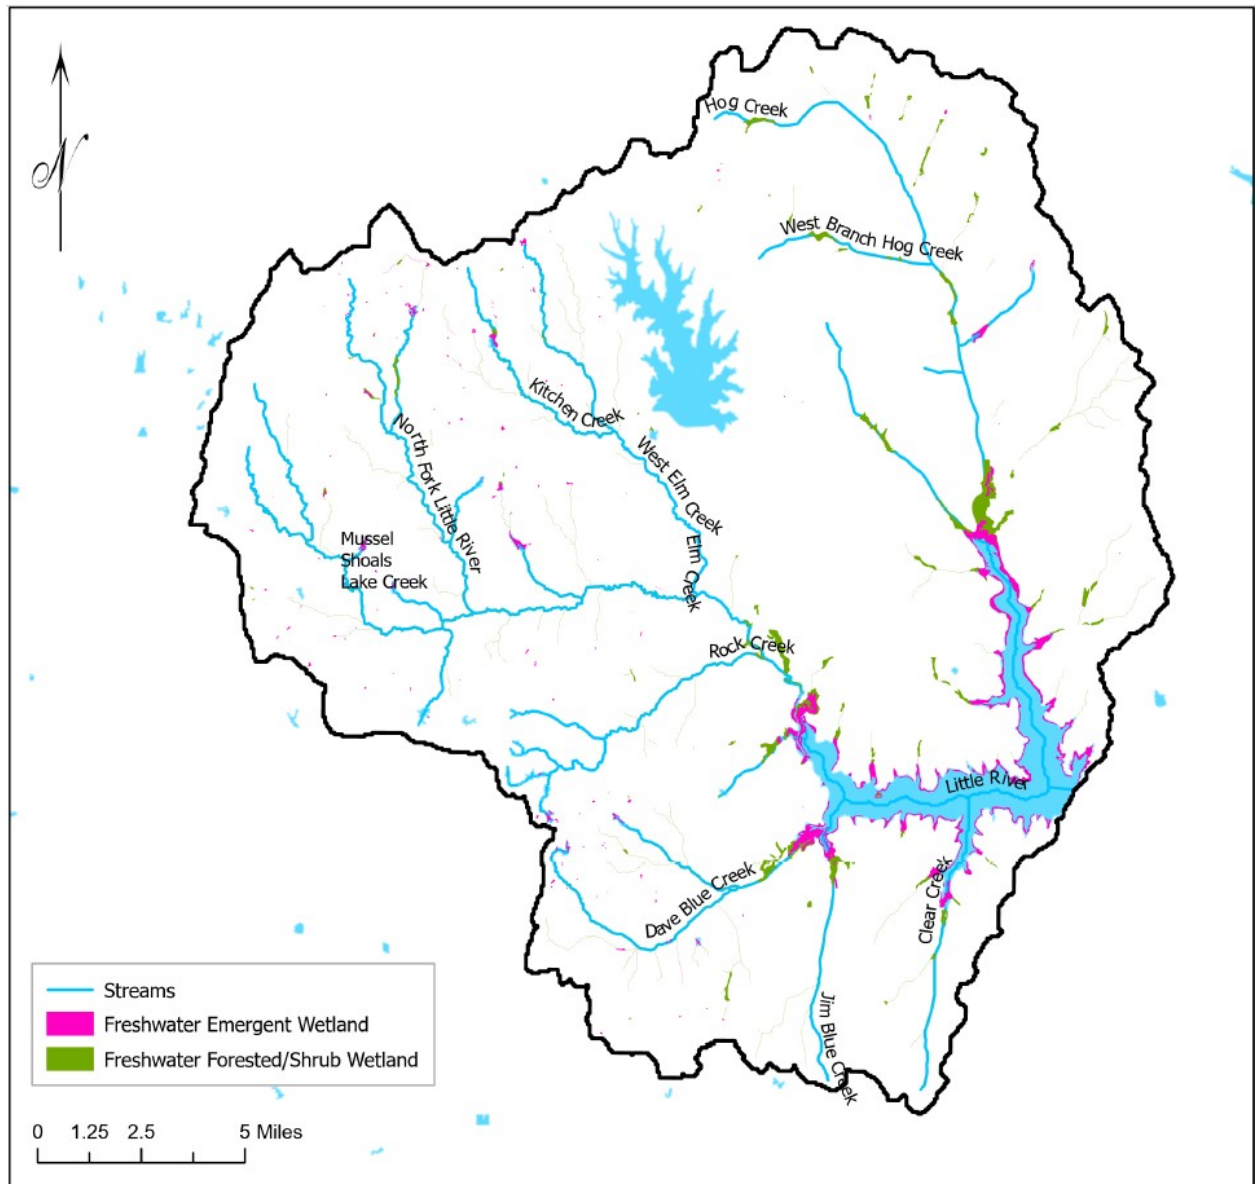 Hog Creek
N
West Branch Hog Creek
Kitchen Creek
North Fork Little River
West Elm Creek
Mussel
Shoals
Lake Creek
Elm Creek
Rock Creek
Little River
Dave Blue Creek
Clear Creek
Jim Blue Creek
Streams
Freshwater Emergent Wetland
Freshwater Forested/Shrub Wetland
0 1.25 2.5 5 Miles